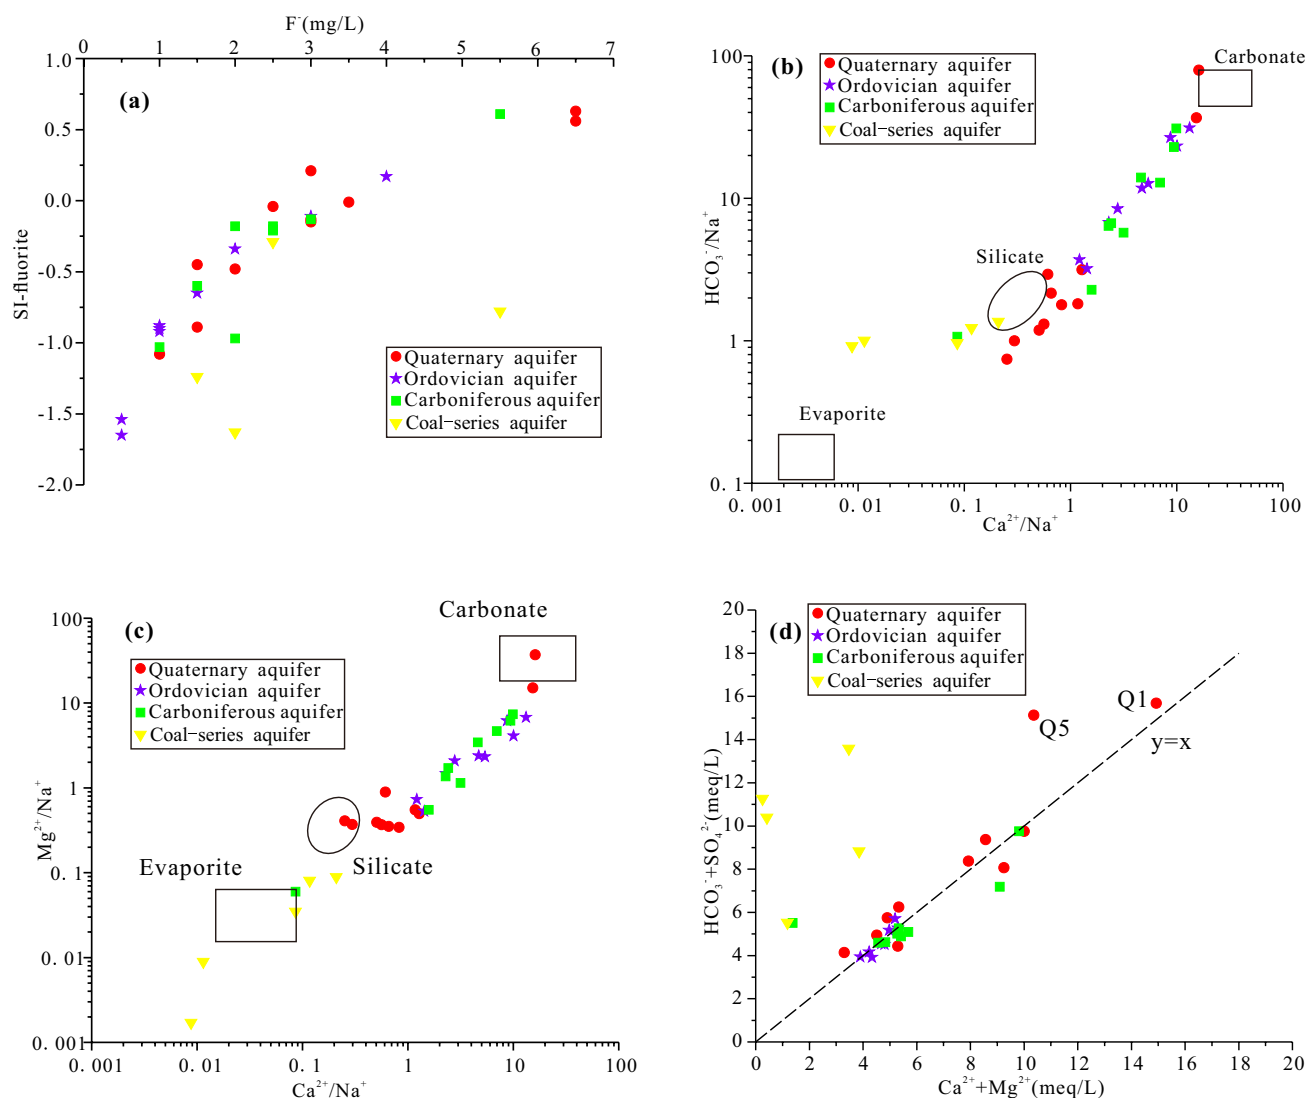 F⁻(mg/L)
0 1 2 3 4 5 6 7
1.0
0.5
0.0
-0.5
-1.0
-1.5
-2.0
SI-fluorite
(a)
Quaternary aquifer
Ordovician aquifer
Carboniferous aquifer
Coal-series aquifer
(b)
Quaternary aquifer
Ordovician aquifer
Carboniferous aquifer
Coal-series aquifer
Carbonate
Silicate
Evaporite
100
10
1
0.1
HCO₃⁻/Na⁺
0.001 0.01 0.1 1 10 100
Ca²⁺/Na⁺
(c)
Quaternary aquifer
Ordovician aquifer
Carboniferous aquifer
Coal-series aquifer
Carbonate
Evaporite
Silicate
100
10
1
0.1
0.01
0.001
Mg²⁺/Na⁺
0.001 0.01 0.1 1 10 100
Ca²⁺/Na⁺
(d)
Quaternary aquifer
Ordovician aquifer
Carboniferous aquifer
Coal-series aquifer
Q1
Q5
y=x
20
18
16
14
12
10
8
6
4
2
0
HCO₃⁻+SO₄²⁻(meq/L)
0 2 4 6 8 10 12 14 16 18 20
Ca²⁺+Mg²⁺(meq/L)